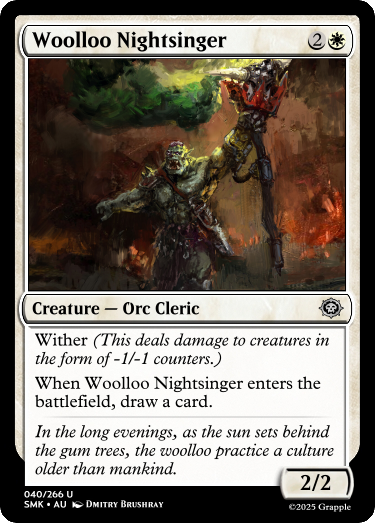 Woolloo Nightsinger 2
Creature — Orc Cleric
Wither (This deals damage to creatures in
the form of -1/-1 counters.)
When Woolloo Nightsinger enters the
battlefield, draw a card.
In the long evenings, as the sun sets behind
the gum trees, the woolloo practice a culture
older than mankind.
2/2
040/266 U
SMK • AU Dmitry Brushray
©2025 Grapple